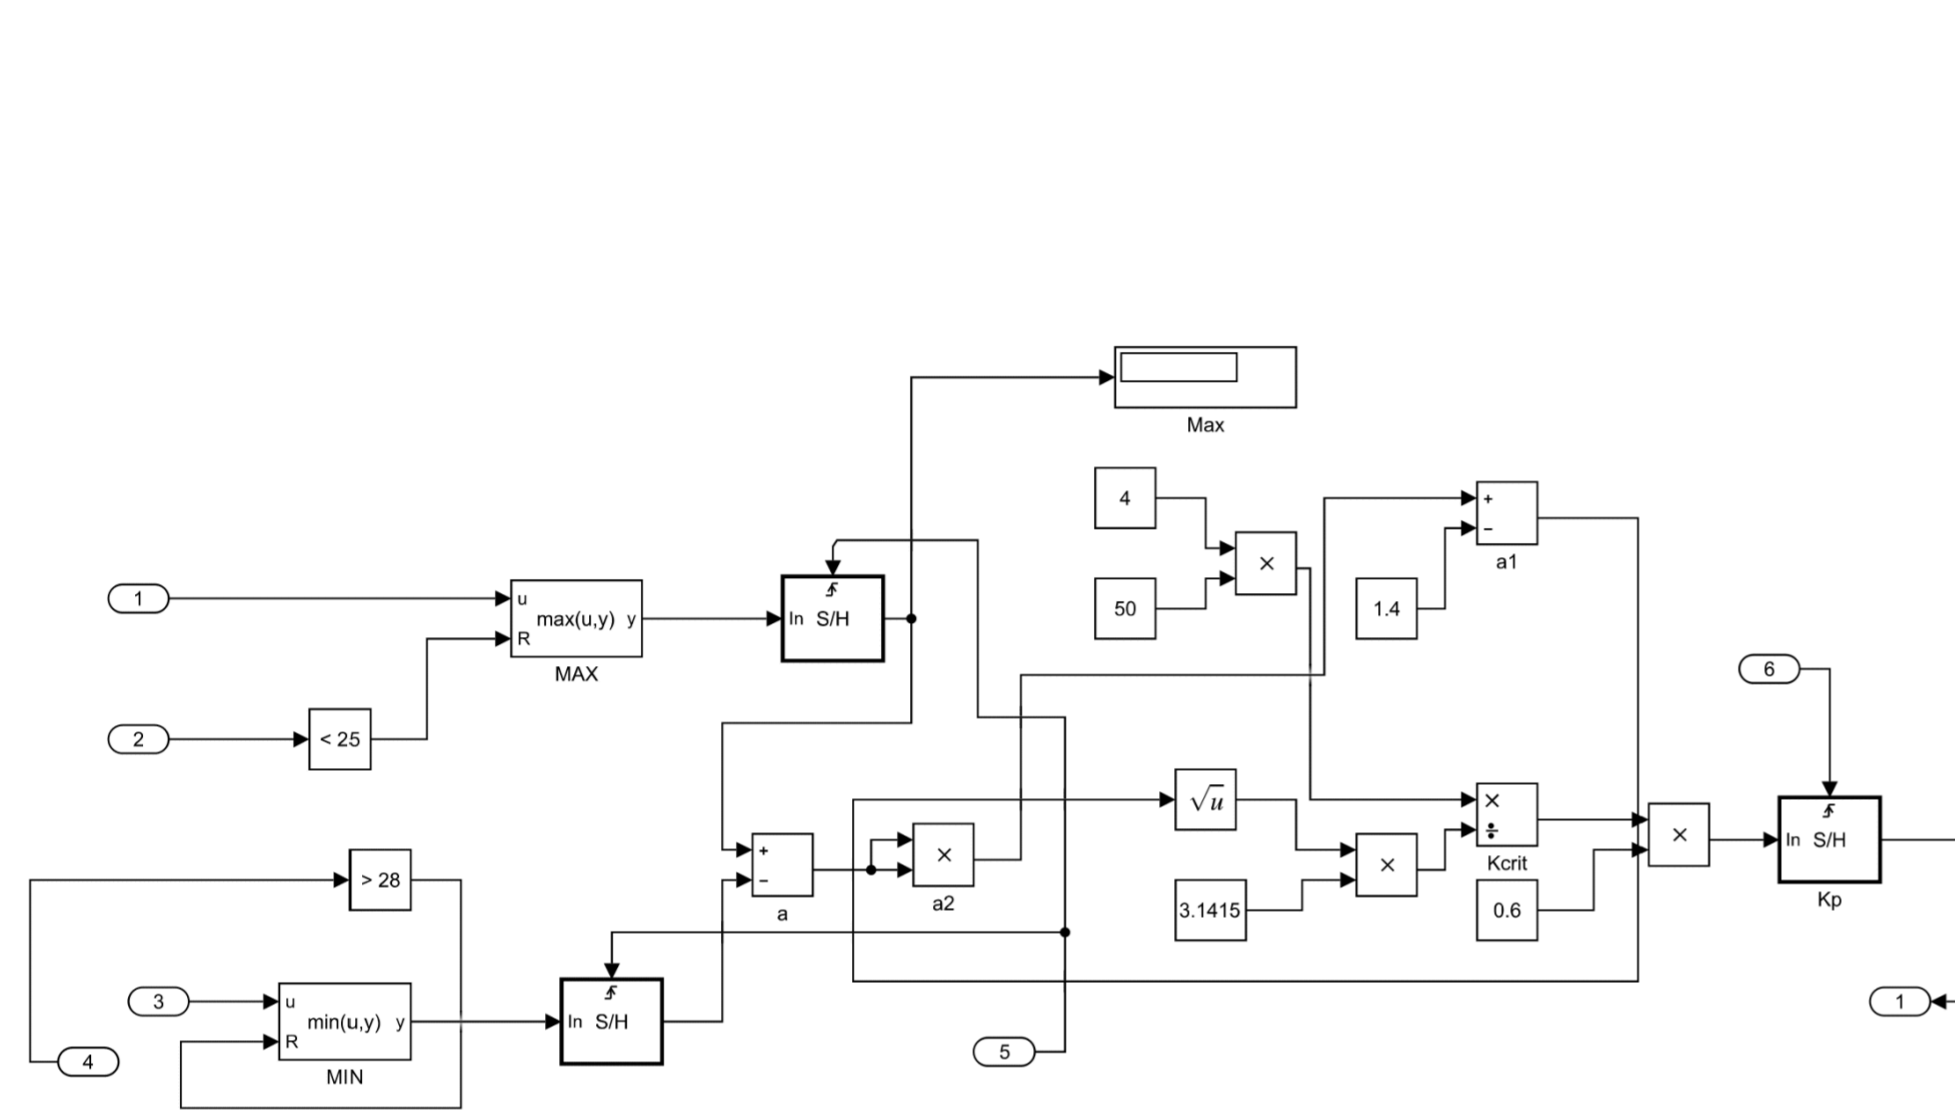 Max
4
+
−
a1
×
1
u
max(u,y) y
R
MAX
In S/H
50
1.4
6
2
< 25
√u
×
÷
Kcrit
×
In S/H
Kp
+
−
a
×
a2
×
> 28
3.1415
0.6
3
u
min(u,y) y
R
MIN
In S/H
4
5
1